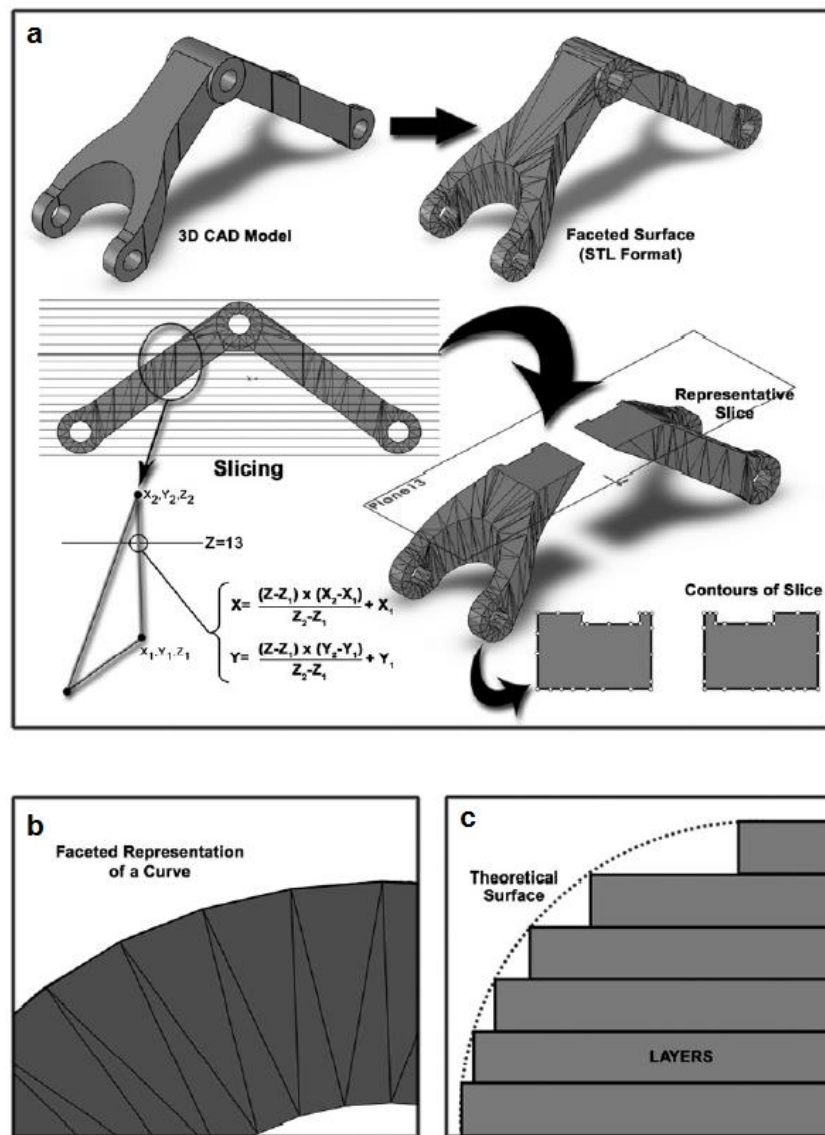 a
3D CAD Model
Faceted Surface
(STL Format)
Slicing
Representative
Slice
Plane13
X₂,Y₂,Z₂
Z=13
X₁,Y₁,Z₁
X= (Z-Z₁) x (X₂-X₁) / Z₂-Z₁ + X₁
Y= (Z-Z₁) x (Y₂-Y₁) / Z₂-Z₁ + Y₁
Contours of Slice
b
Faceted Representation
of a Curve
c
Theoretical
Surface
LAYERS